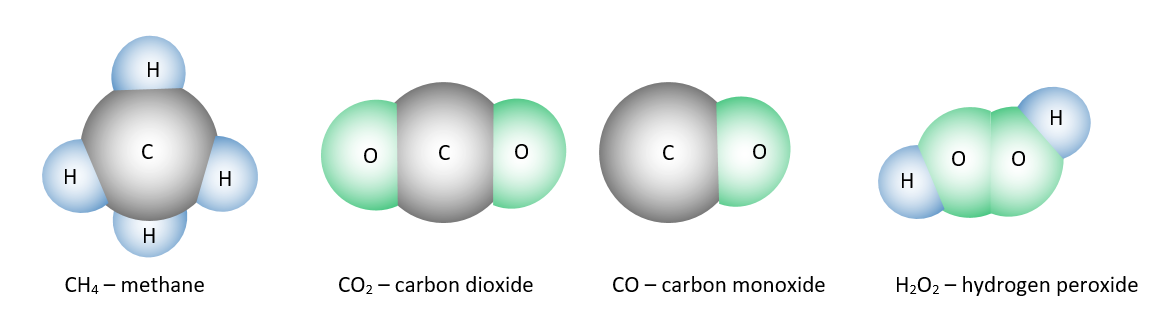 H
C
H
H
H
O
C
O
C
O
H
O
O
H
CH₄ – methane
CO₂ – carbon dioxide
CO – carbon monoxide
H₂O₂ – hydrogen peroxide